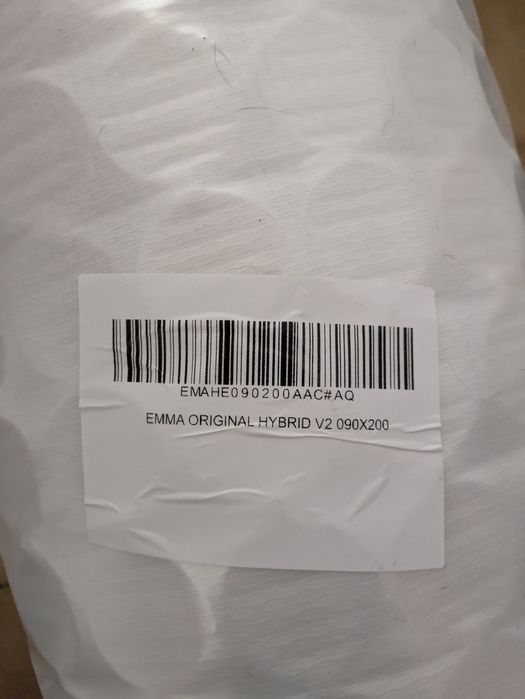 EMAHE090200AAC#AQ
EMMA ORIGINAL HYBRID V2 090X200